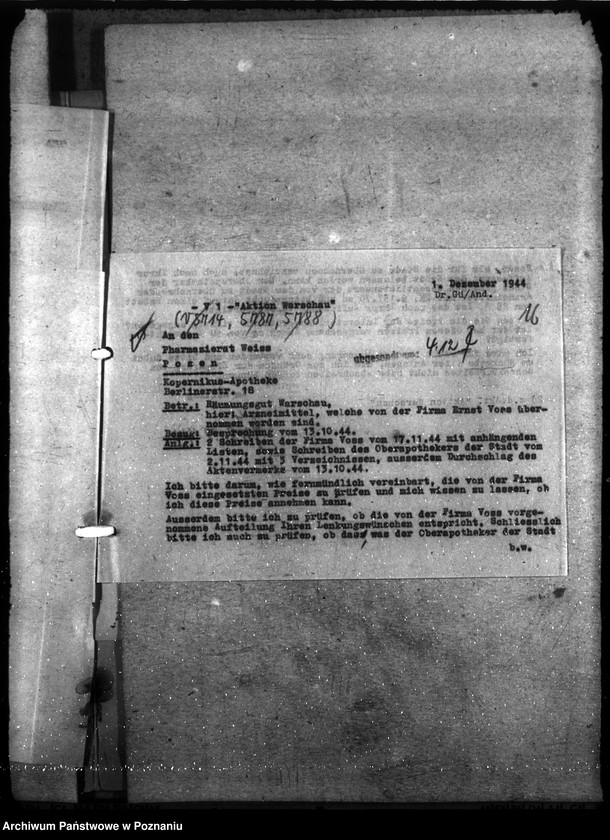 1. Dezember 1944
Dr.Gü/And.
- V 1 -"Aktion Warschau"
(V 5714, 5787, 5788 )
16
An den
Pharmazierat Weiss
abgesandt am: 4.12.
P o s e n
Kopernikus-Apotheke
Berlinerstr. 18
Betr.: Räumungsgut Warschau,
hier: Arzneimittel, welche von der Firma Ernst Voss über-
nommen worden sind.
Bezug: Besprechung vom 13.10.44.
Anlg.: 2 Schreiben der Firma Voss vom 17.11.44 mit anhängenden
Listen, sowie Schreiben des Oberapothekers der Stadt vom
2.11.44 mit 3 Verzeichnissen, ausserdem Durchschlag des
Aktenvermerks vom 13.10.44.
Ich bitte darum, wie fernmündlich vereinbart, die von der Firma
Voss eingesetzten Preise zu prüfen und mich wissen zu lassen, ob
ich diese Preise annehmen kann.
Ausserdem bitte ich zu prüfen, ob die von der Firma Voss vorge-
nommene Aufteilung Ihren Lenkungswünschen entspricht. Schliesslich
bitte ich auch zu prüfen, ob das, was der Oberapotheker der Stadt
b.w.
Archiwum Państwowe w Poznaniu